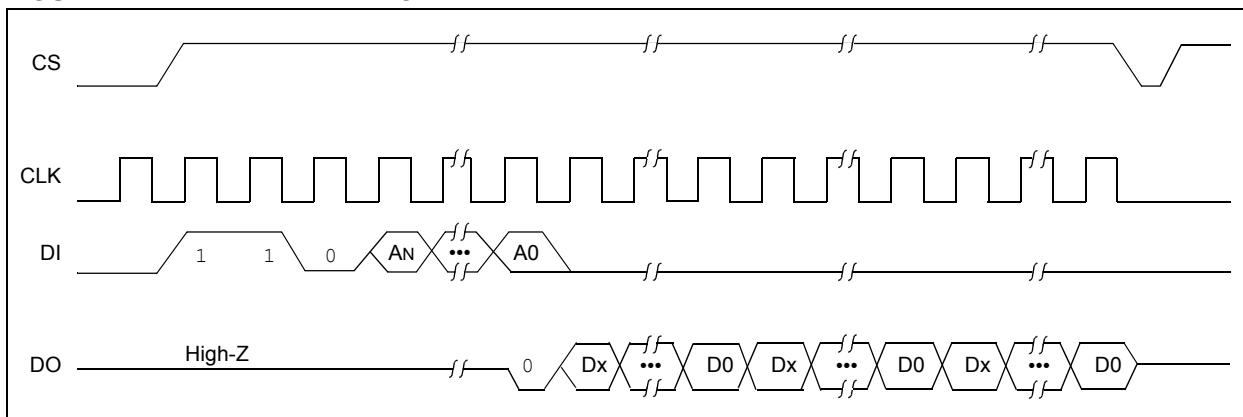 CS
CLK
DI 1 1 0 AN ••• A0
DO High-Z 0 Dx ••• D0 Dx ••• D0 Dx ••• D0